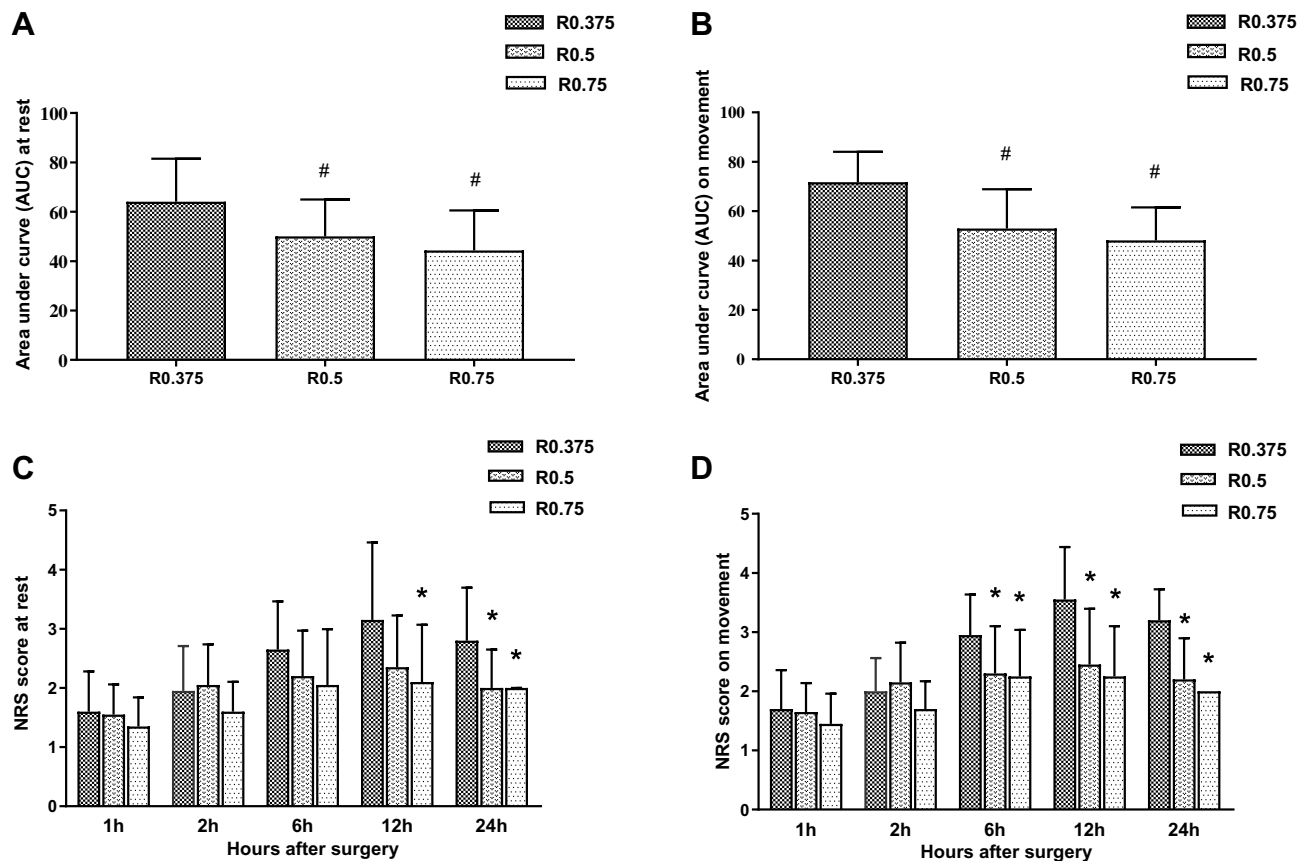 A
R0.375
R0.5
R0.75
Area under curve (AUC) at rest
100
80
60
40
20
0
#
#
R0.375
R0.5
R0.75
B
R0.375
R0.5
R0.75
Area under curve (AUC) on movement
100
80
60
40
20
0
#
#
R0.375
R0.5
R0.75
C
R0.375
R0.5
R0.75
NRS score at rest
5
4
3
2
1
0
*
*
*
1h
2h
6h
12h
24h
Hours after surgery
D
R0.375
R0.5
R0.75
NRS score on movement
5
4
3
2
1
0
*
*
*
*
*
*
1h
2h
6h
12h
24h
Hours after surgery